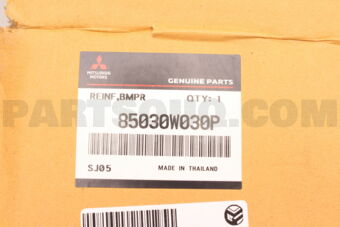 MITSUBISHI
MOTORS
GENUINE PARTS
REINF,BMPR QTY: 1
85030W030P
SJ05 MADE IN THAILAND
PARTSOUQ.COM